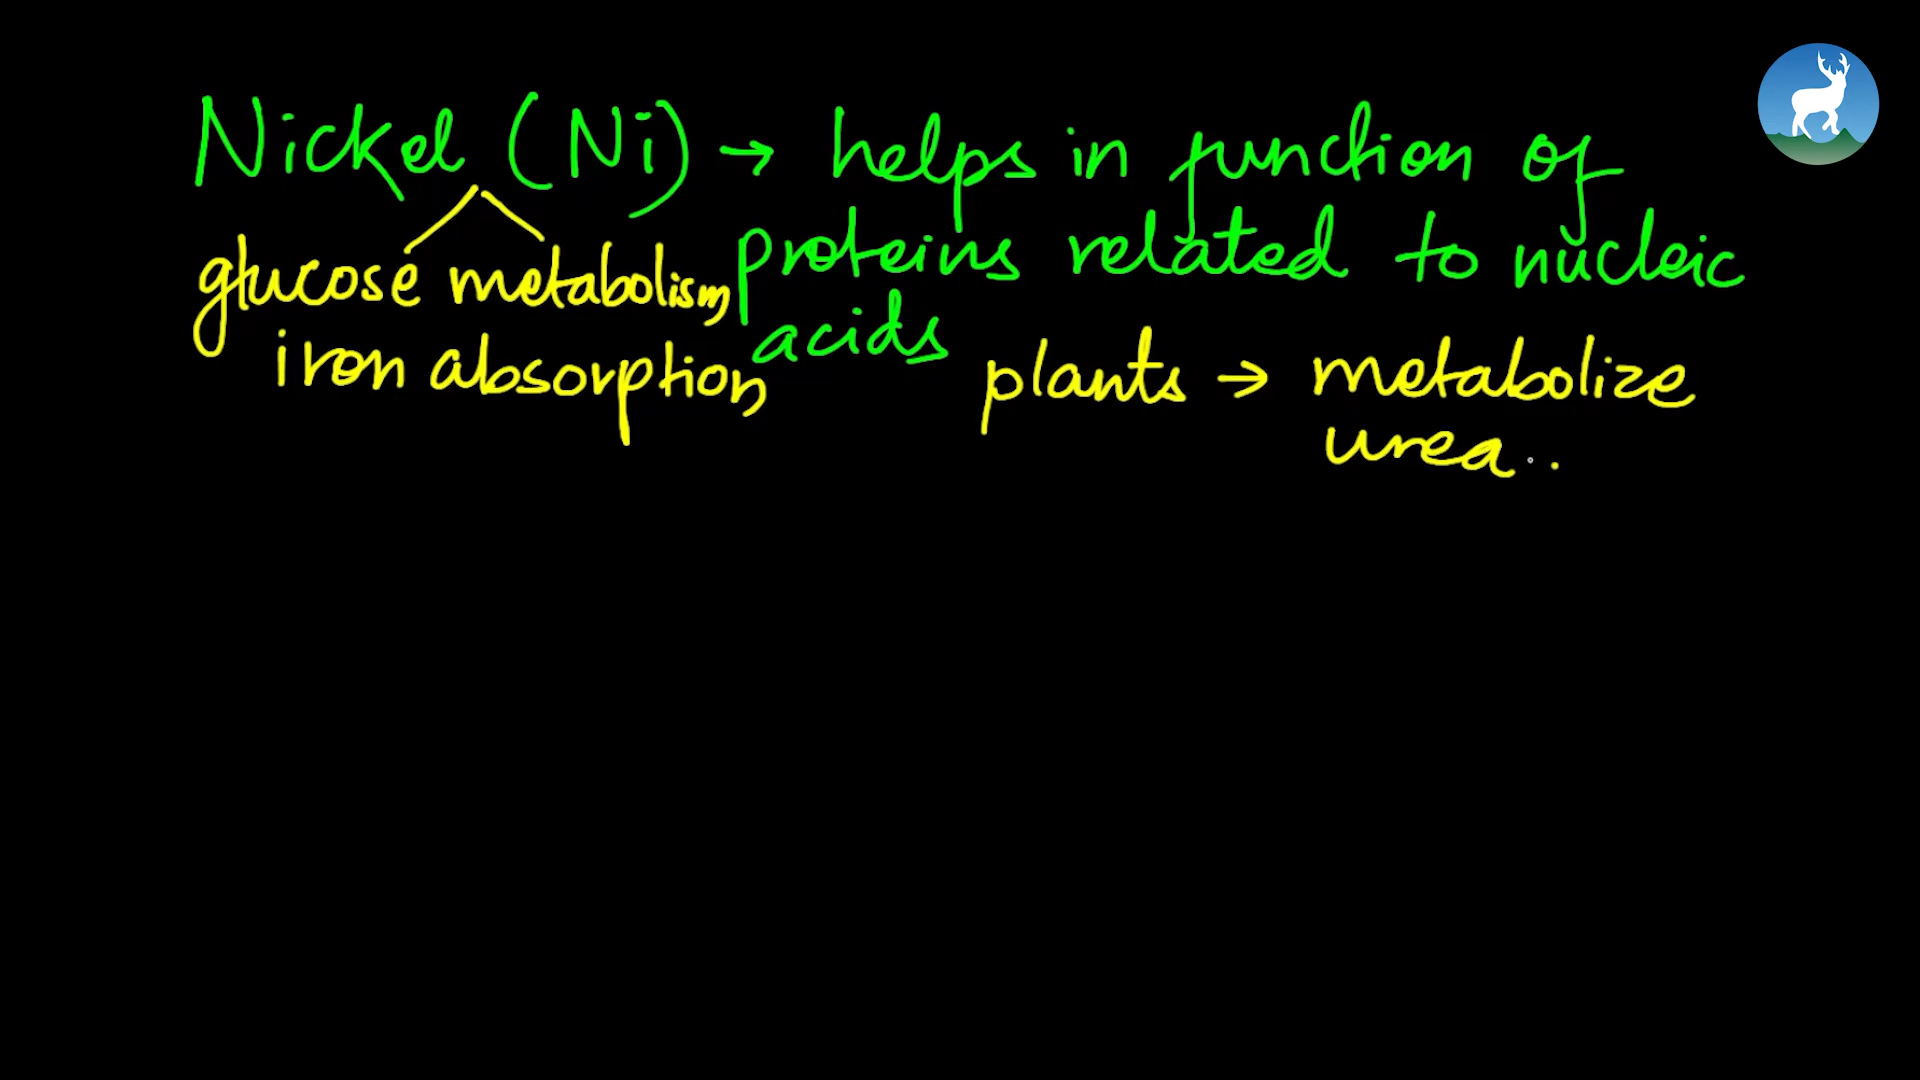 Nickel (Ni) → helps in function of
proteins related to nucleic
acids
glucose metabolism,
iron absorption,
plants → metabolize
urea..